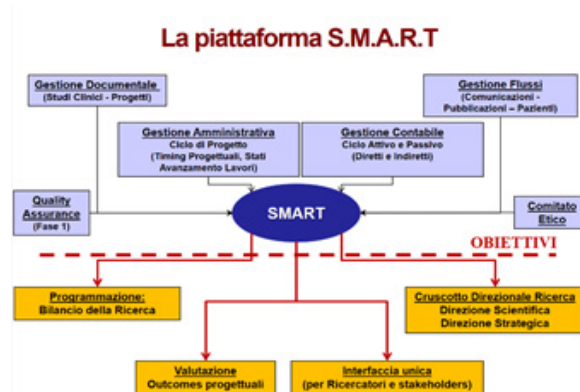 La piattaforma S.M.A.R.T
Gestione Documentale
(Studi Clinici - Progetti)
Gestione Flussi
(Comunicazioni -
Pubblicazioni – Pazienti)
Gestione Amministrativa
Ciclo di Progetto
(Timing Progettuali, Stati
Avanzamento Lavori)
Gestione Contabile
Ciclo Attivo e Passivo
(Diretti e Indiretti)
Quality
Assurance
(Fase 1)
SMART
Comitato
Etico
OBIETTIVI
Programmazione:
Bilancio della Ricerca
Cruscotto Direzionale Ricerca
Direzione Scientifica
Direzione Strategica
Valutazione
Outcomes progettuali
Interfaccia unica
(per Ricercatori e stakeholders)